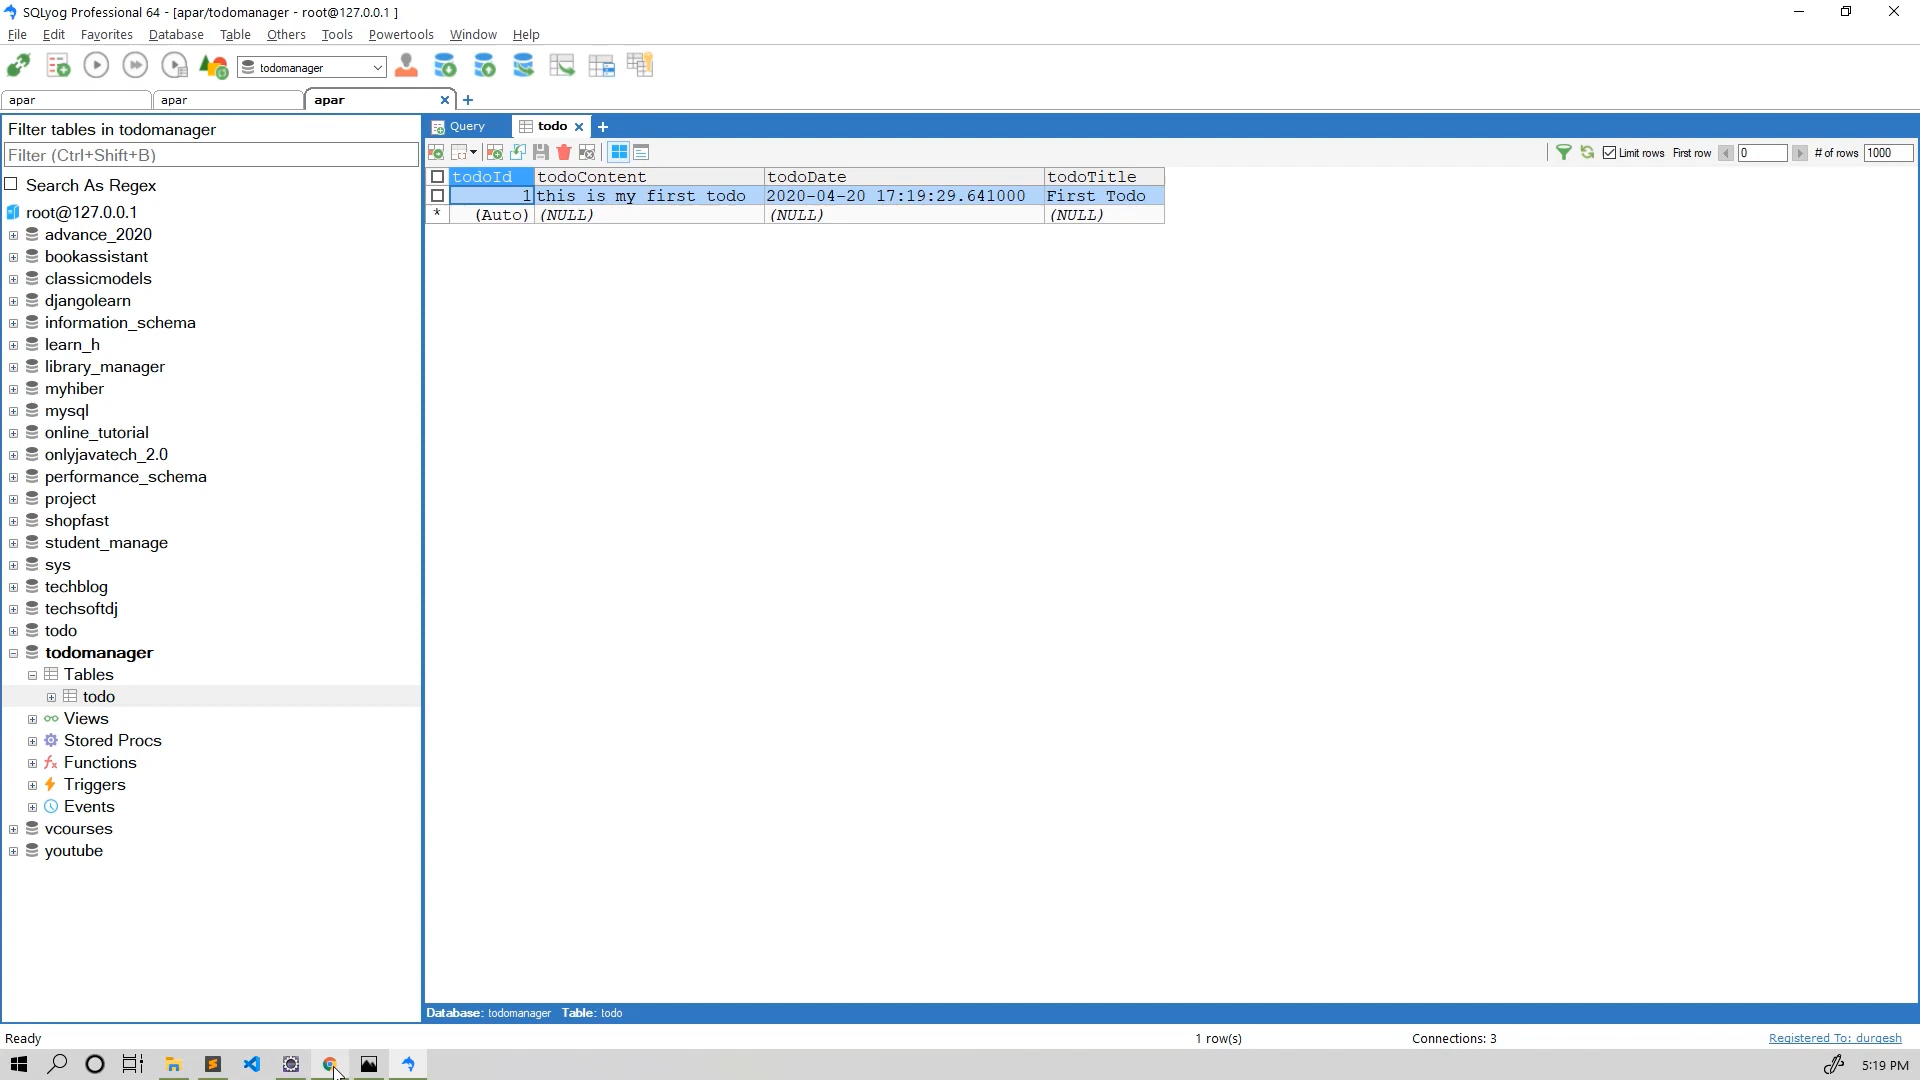 SQLyog Professional 64 - [apar/todomanager - root@127.0.0.1 ]
File Edit Favorites Database Table Others Tools Powertools Window Help
todomanager
apar apar apar
Filter tables in todomanager
Filter (Ctrl+Shift+B)
Search As Regex
root@127.0.0.1
advance_2020
bookassistant
classicmodels
djangolearn
information_schema
learn_h
library_manager
myhiber
mysql
online_tutorial
onlyjavatech_2.0
performance_schema
project
shopfast
student_manage
sys
techblog
techsoftdj
todo
todomanager
Tables
todo
Views
Stored Procs
Functions
Triggers
Events
vcourses
youtube
Query todo
Limit rows First row 0 # of rows 1000
todoId todoContent todoDate todoTitle
1 this is my first todo 2020-04-20 17:19:29.641000 First Todo
* (Auto) (NULL) (NULL) (NULL)
Database: todomanager Table: todo
Ready 1 row(s) Connections: 3 Registered To: durgesh
5:19 PM